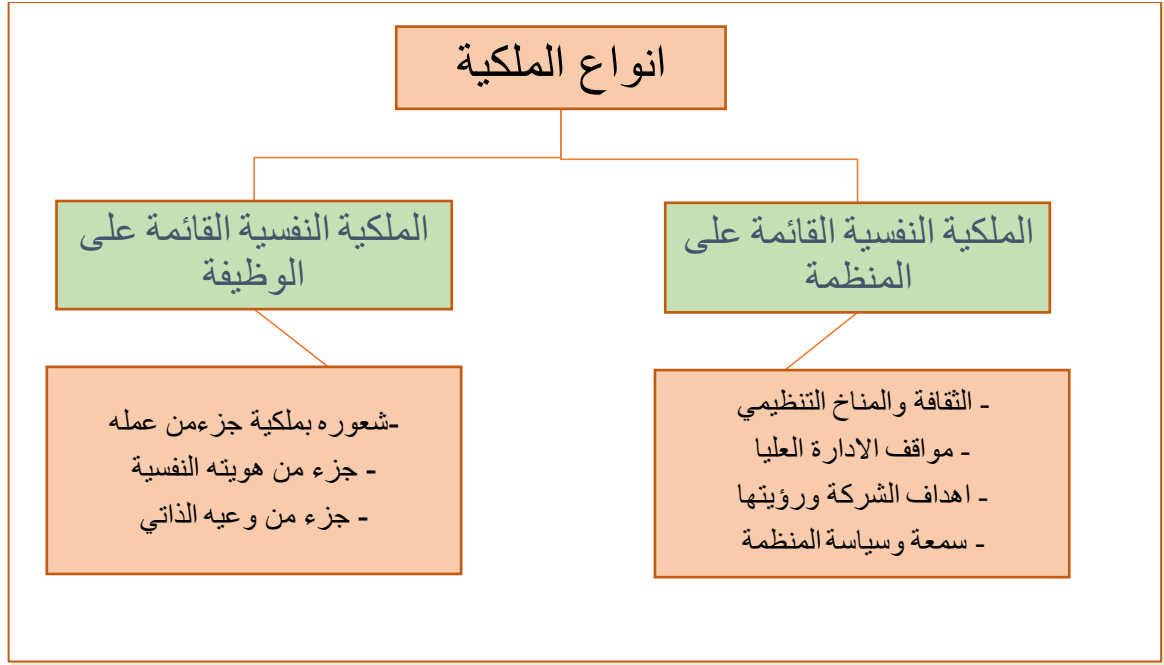 انواع الملكية
الملكية النفسية القائمة على
المنظمة
- الثقافة والمناخ التنظيمي
- مواقف الادارة العليا
- اهداف الشركة ورؤيتها
- سمعة وسياسة المنظمة
الملكية النفسية القائمة على
الوظيفة
-شعوره بملكية جزءمن عمله
- جزء من هويته النفسية
- جزء من وعيه الذاتي